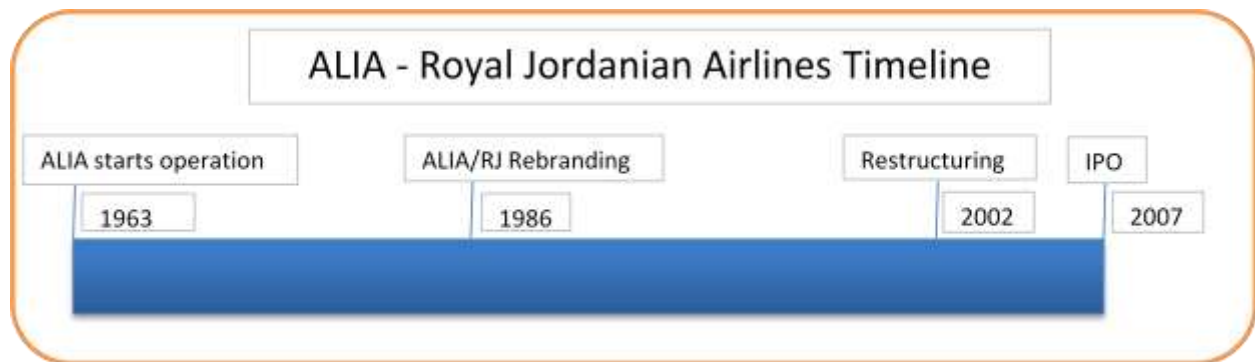 ALIA - Royal Jordanian Airlines Timeline
ALIA starts operation
1963
ALIA/RJ Rebranding
1986
Restructuring
2002
IPO
2007